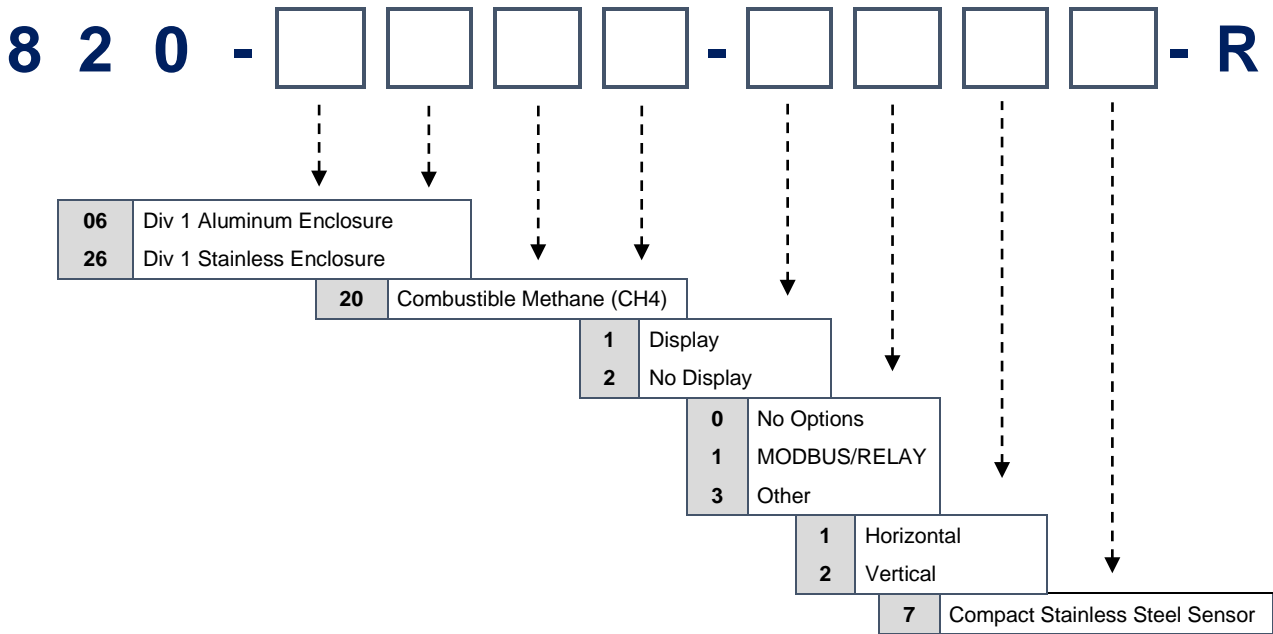 8 2 0 - - - R
06 Div 1 Aluminum Enclosure
26 Div 1 Stainless Enclosure
20 Combustible Methane (CH4)
1 Display
2 No Display
0 No Options
1 MODBUS/RELAY
3 Other
1 Horizontal
2 Vertical
7 Compact Stainless Steel Sensor